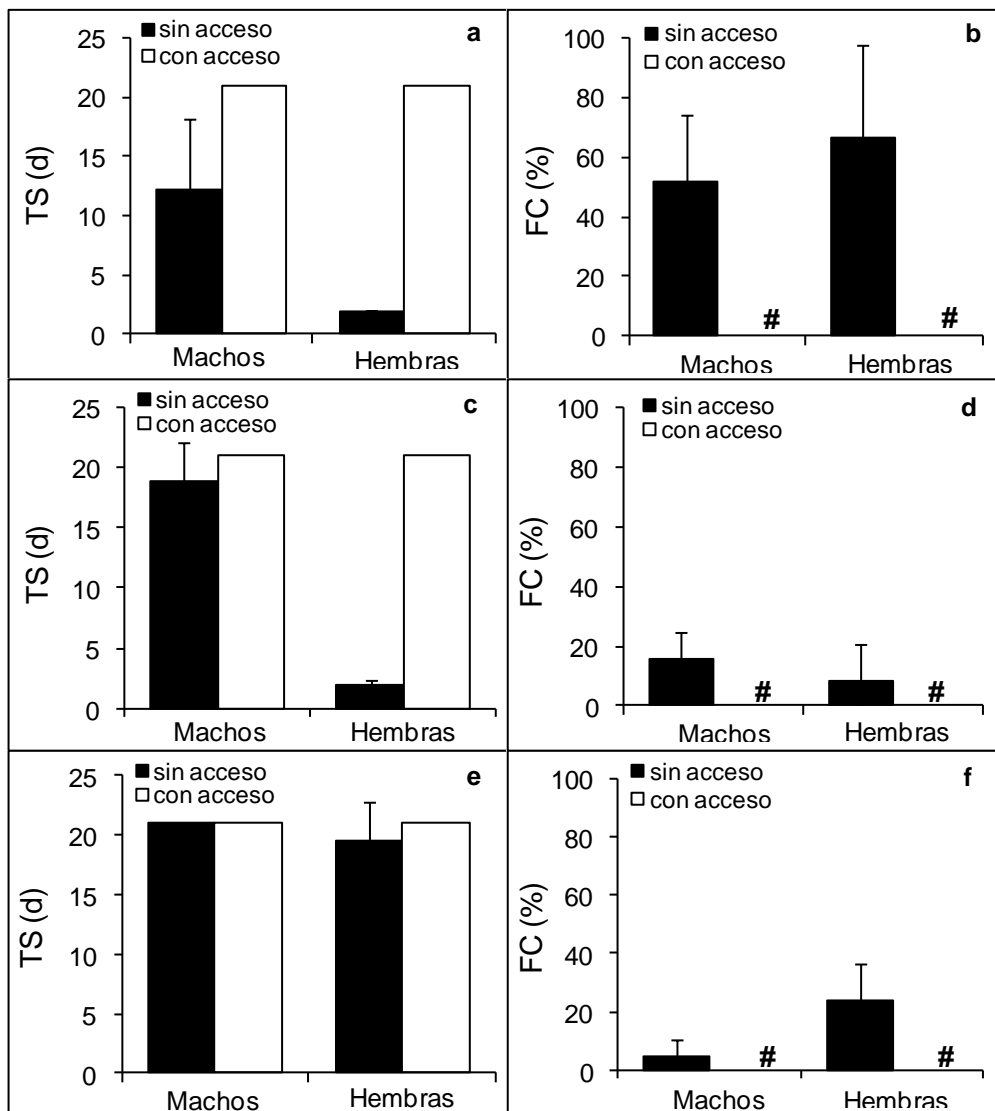 25
sin acceso
a
con acceso
20
15
TS (d)
10
5
0
Machos
Hembras
100
sin acceso
b
con acceso
80
60
FC (%)
40
20
0
#
#
Machos
Hembras
25
sin acceso
c
con acceso
20
15
TS (d)
10
5
0
Machos
Hembras
100
sin acceso
d
con acceso
80
60
FC (%)
40
20
0
#
#
Machos
Hembras
25
sin acceso
e
con acceso
20
15
TS (d)
10
5
0
Machos
Hembras
100
sin acceso
f
con acceso
80
60
FC (%)
40
20
0
#
#
Machos
Hembras